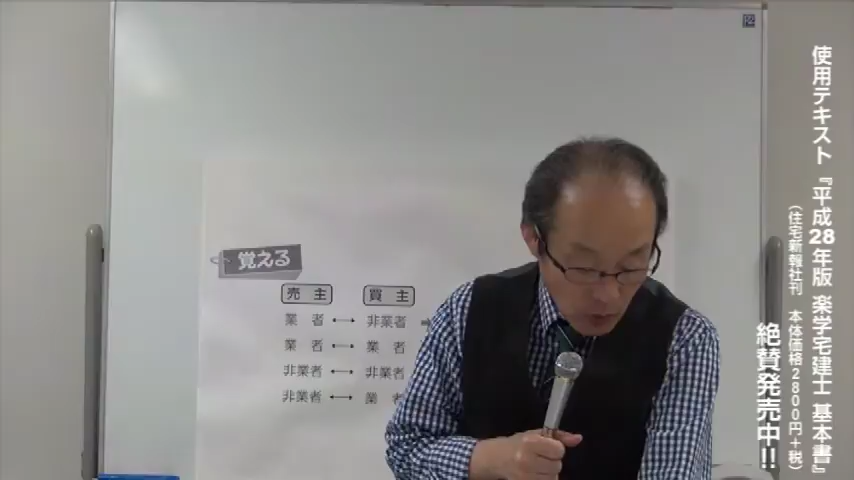 使用テキスト『平成28年版 楽学宅建士 基本書』
(住宅新報社刊 本体価格2800円+税)
絶賛発売中!!
覚える
売主 買主
業者 ↔ 非業者 ➡
業者 ↔ 業者
非業者 ↔ 非業者
非業者 ↔ 業